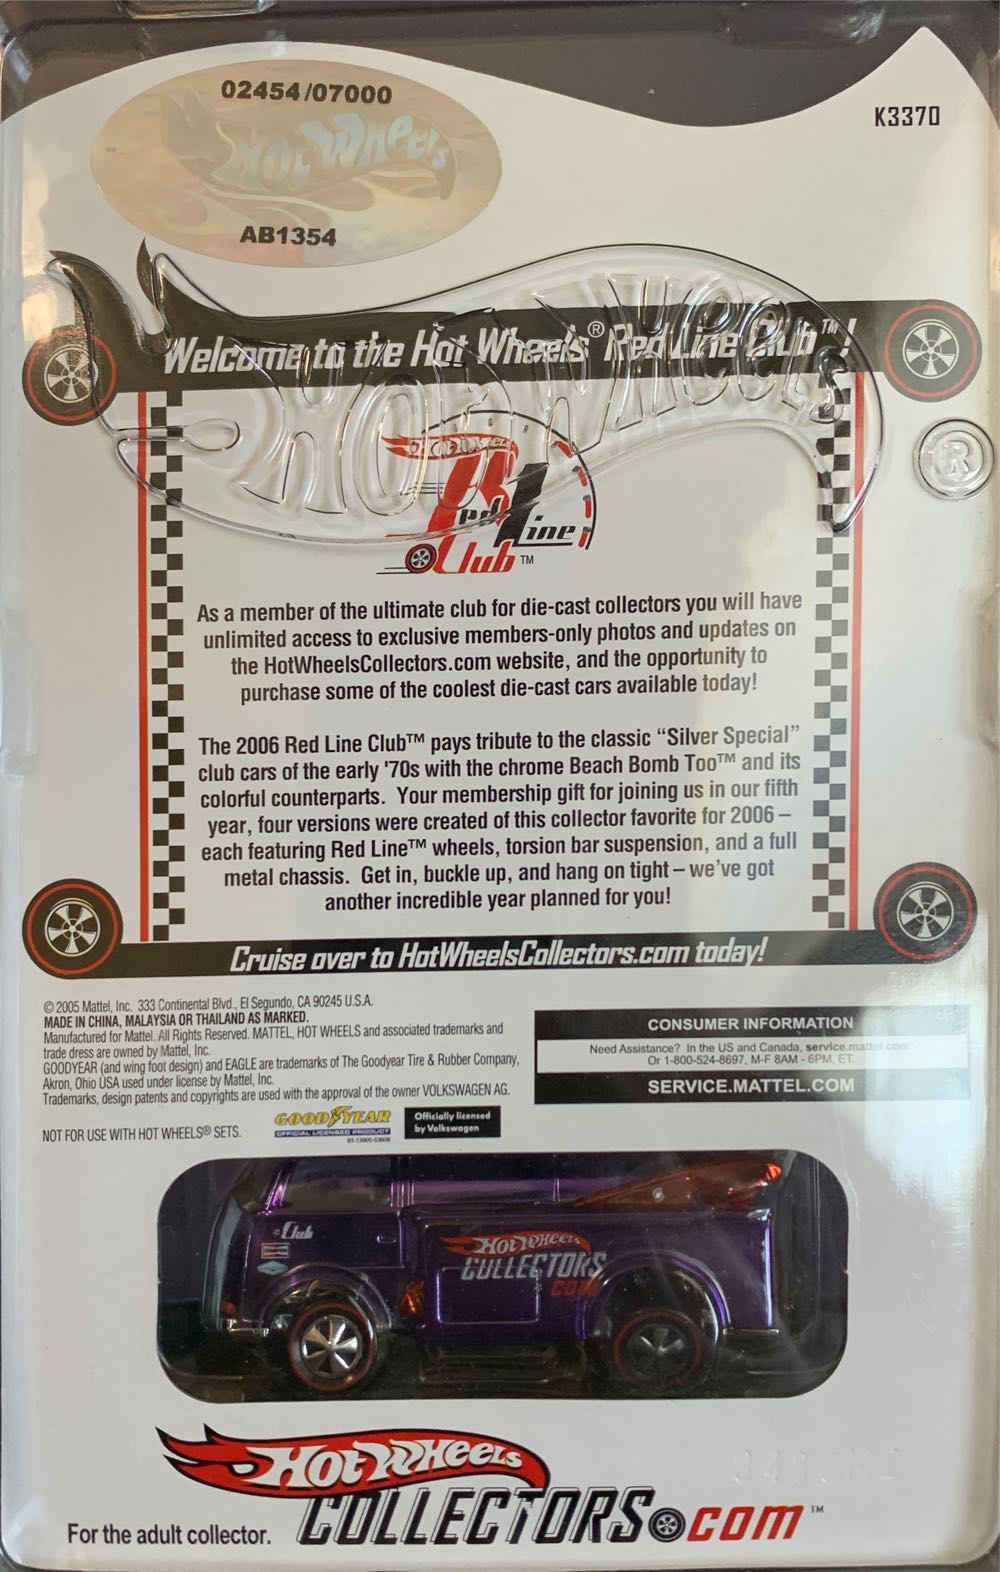 02454/07000
Hot Wheels
AB1354
K3370
Welcome to the Hot Wheels® Red Line Club™!
HOT WHEELS ®
Hot Wheels
Red Line
Club™
As a member of the ultimate club for die-cast collectors you will have
unlimited access to exclusive members-only photos and updates on
the HotWheelsCollectors.com website, and the opportunity to
purchase some of the coolest die-cast cars available today!
The 2006 Red Line Club™ pays tribute to the classic “Silver Special”
club cars of the early '70s with the chrome Beach Bomb Too™ and its
colorful counterparts. Your membership gift for joining us in our fifth
year, four versions were created of this collector favorite for 2006 –
each featuring Red Line™ wheels, torsion bar suspension, and a full
metal chassis. Get in, buckle up, and hang on tight – we've got
another incredible year planned for you!
Cruise over to HotWheelsCollectors.com today!
© 2005 Mattel, Inc. 333 Continental Blvd., El Segundo, CA 90245 U.S.A.
MADE IN CHINA, MALAYSIA OR THAILAND AS MARKED.
Manufactured for Mattel. All Rights Reserved. MATTEL, HOT WHEELS and associated trademarks and
trade dress are owned by Mattel, Inc.
GOODYEAR (and wing foot design) and EAGLE are trademarks of The Goodyear Tire & Rubber Company,
Akron, Ohio USA used under license by Mattel, Inc.
Trademarks, design patents and copyrights are used with the approval of the owner VOLKSWAGEN AG.
NOT FOR USE WITH HOT WHEELS® SETS.
GOODYEAR
OFFICIAL LICENSED PRODUCT
Officially licensed
by Volkswagen
CONSUMER INFORMATION
Need Assistance? In the US and Canada, service.mattel.com
Or 1-800-524-8697, M-F 8AM - 6PM, ET.
SERVICE.MATTEL.COM
Club
CHAMPION
Hot Wheels
COLLECTORS
.COM
Hot Wheels
COLLECTORS.com™
For the adult collector.